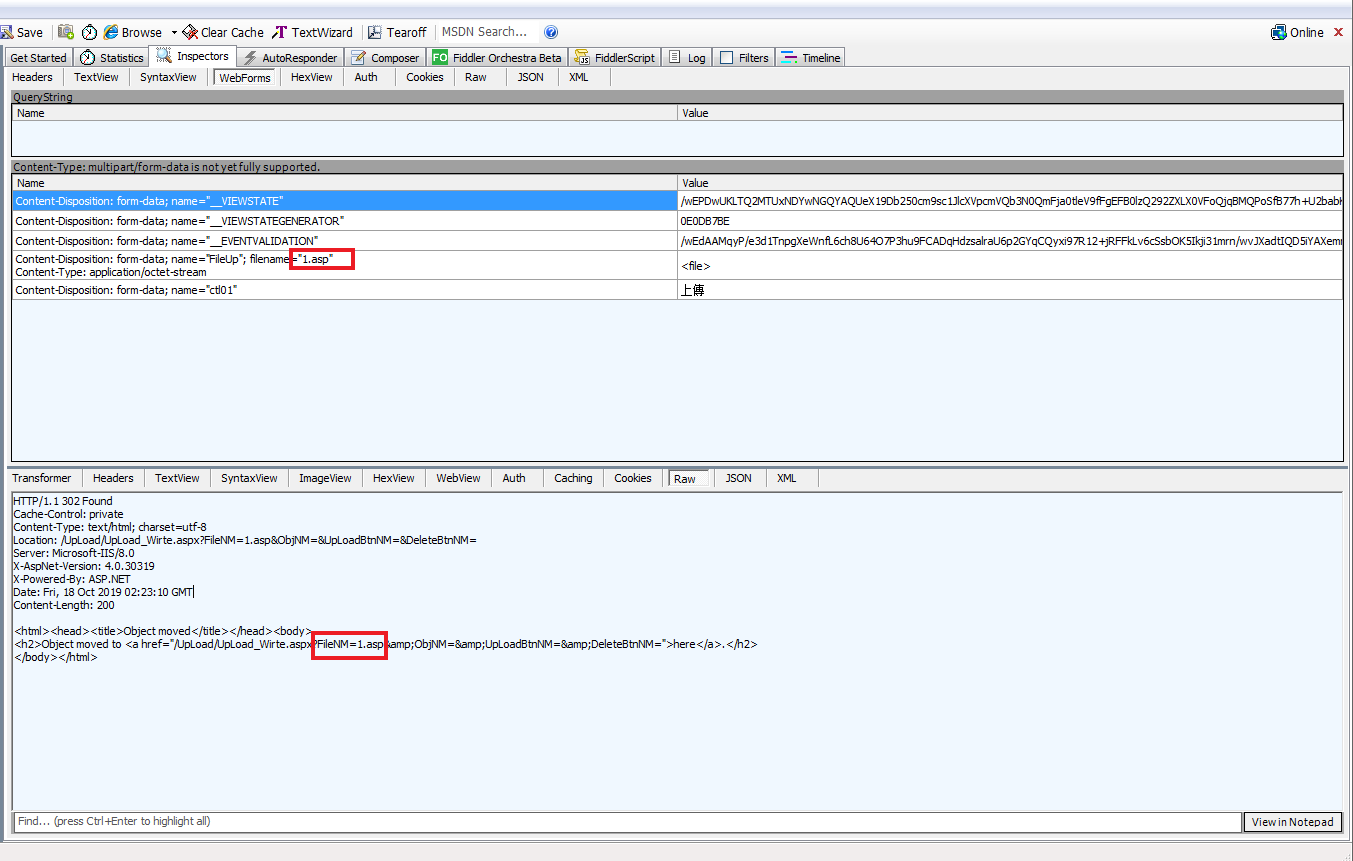 Save Browse Clear Cache TextWizard Tearoff MSDN Search... Online
Get Started Statistics Inspectors AutoResponder Composer FO Fiddler Orchestra Beta FiddlerScript Log Filters Timeline
Headers TextView SyntaxView WebForms HexView Auth Cookies Raw JSON XML
QueryString
Name Value
Content-Type: multipart/form-data is not yet fully supported.
Name Value
Content-Disposition: form-data; name="__VIEWSTATE"
Content-Disposition: form-data; name="__VIEWSTATEGENERATOR" 0E0DB7BE
Content-Disposition: form-data; name="__EVENTVALIDATION"
Content-Disposition: form-data; name="FileUp"; filename="1.asp"
Content-Type: application/octet-stream <file>
Content-Disposition: form-data; name="ctl01" 上傳
Transformer Headers TextView SyntaxView ImageView HexView WebView Auth Caching Cookies Raw JSON XML
HTTP/1.1 302 Found
Cache-Control: private
Content-Type: text/html; charset=utf-8
Location: /UpLoad/UpLoad_Wirte.aspx?FileNM=1.asp&ObjNM=&UpLoadBtnNM=&DeleteBtnNM=
Server: Microsoft-IIS/8.0
X-AspNet-Version: 4.0.30319
X-Powered-By: ASP.NET
Date: Fri, 18 Oct 2019 02:23:10 GMT
Content-Length: 200
<html><head><title>Object moved</title></head><body>
<h2>Object moved to <a href="/UpLoad/UpLoad_Wirte.aspx?FileNM=1.asp&amp;ObjNM=&amp;UpLoadBtnNM=&amp;DeleteBtnNM=">here</a>.</h2>
</body></html>
Find... (press Ctrl+Enter to highlight all) View in Notepad